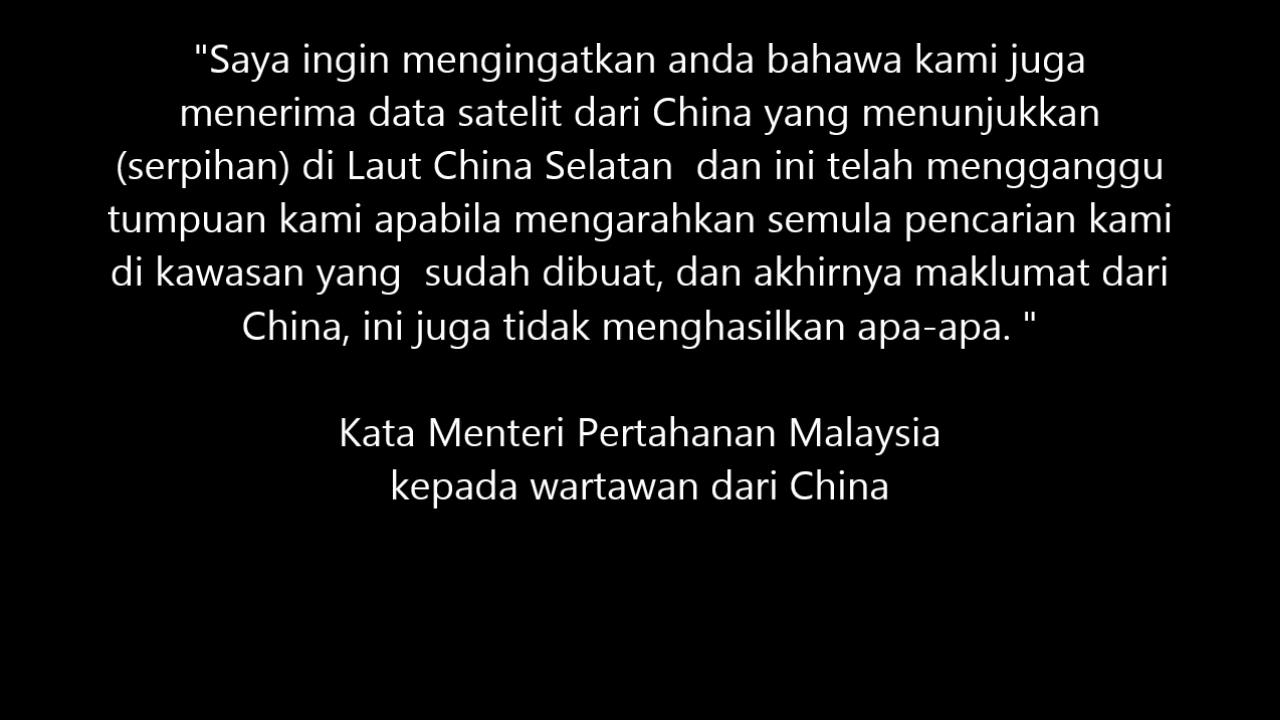 "Saya ingin mengingatkan anda bahawa kami juga
menerima data satelit dari China yang menunjukkan
(serpihan) di Laut China Selatan  dan ini telah mengganggu
tumpuan kami apabila mengarahkan semula pencarian kami
di kawasan yang  sudah dibuat, dan akhirnya maklumat dari
China, ini juga tidak menghasilkan apa-apa. "
Kata Menteri Pertahanan Malaysia
kepada wartawan dari China